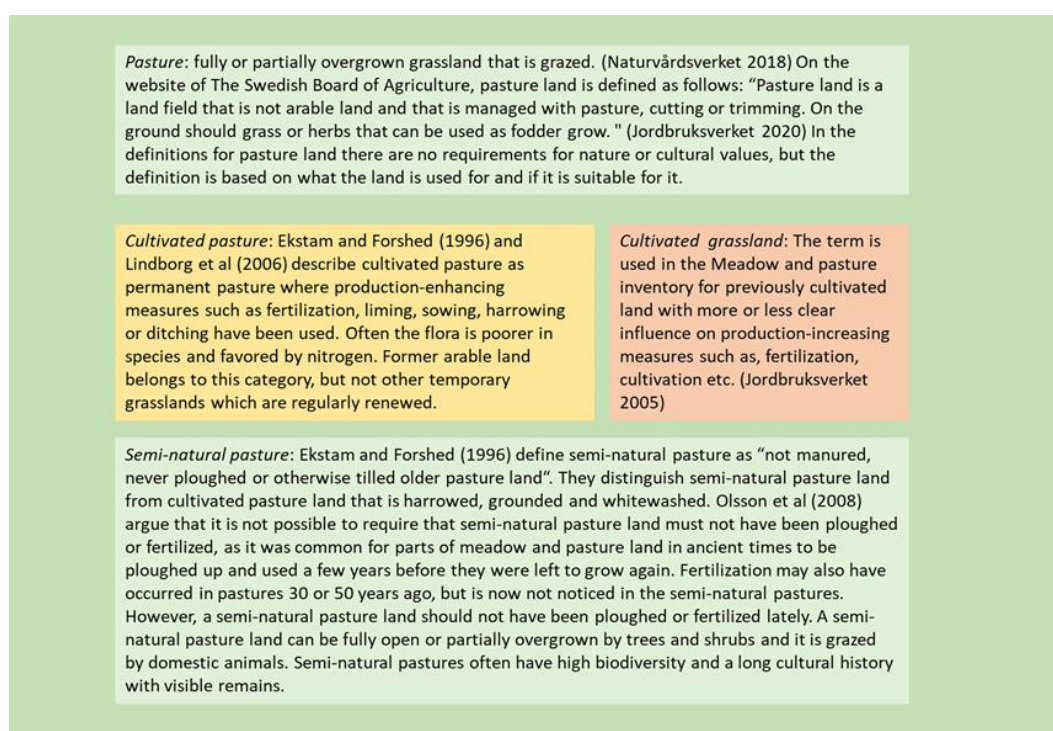 Pasture: fully or partially overgrown grassland that is grazed. (Naturvårdsverket 2018) On the
website of The Swedish Board of Agriculture, pasture land is defined as follows: “Pasture land is a
land field that is not arable land and that is managed with pasture, cutting or trimming. On the
ground should grass or herbs that can be used as fodder grow. " (Jordbruksverket 2020) In the
definitions for pasture land there are no requirements for nature or cultural values, but the
definition is based on what the land is used for and if it is suitable for it.
Cultivated pasture: Ekstam and Forshed (1996) and
Lindborg et al (2006) describe cultivated pasture as
permanent pasture where production-enhancing
measures such as fertilization, liming, sowing, harrowing
or ditching have been used. Often the flora is poorer in
species and favored by nitrogen. Former arable land
belongs to this category, but not other temporary
grasslands which are regularly renewed.
Cultivated grassland: The term is
used in the Meadow and pasture
inventory for previously cultivated
land with more or less clear
influence on production-increasing
measures such as, fertilization,
cultivation etc. (Jordbruksverket
2005)
Semi-natural pasture: Ekstam and Forshed (1996) define semi-natural pasture as “not manured,
never ploughed or otherwise tilled older pasture land“. They distinguish semi-natural pasture land
from cultivated pasture land that is harrowed, grounded and whitewashed. Olsson et al (2008)
argue that it is not possible to require that semi-natural pasture land must not have been ploughed
or fertilized, as it was common for parts of meadow and pasture land in ancient times to be
ploughed up and used a few years before they were left to grow again. Fertilization may also have
occurred in pastures 30 or 50 years ago, but is now not noticed in the semi-natural pastures.
However, a semi-natural pasture land should not have been ploughed or fertilized lately. A semi-
natural pasture land can be fully open or partially overgrown by trees and shrubs and it is grazed
by domestic animals. Semi-natural pastures often have high biodiversity and a long cultural history
with visible remains.